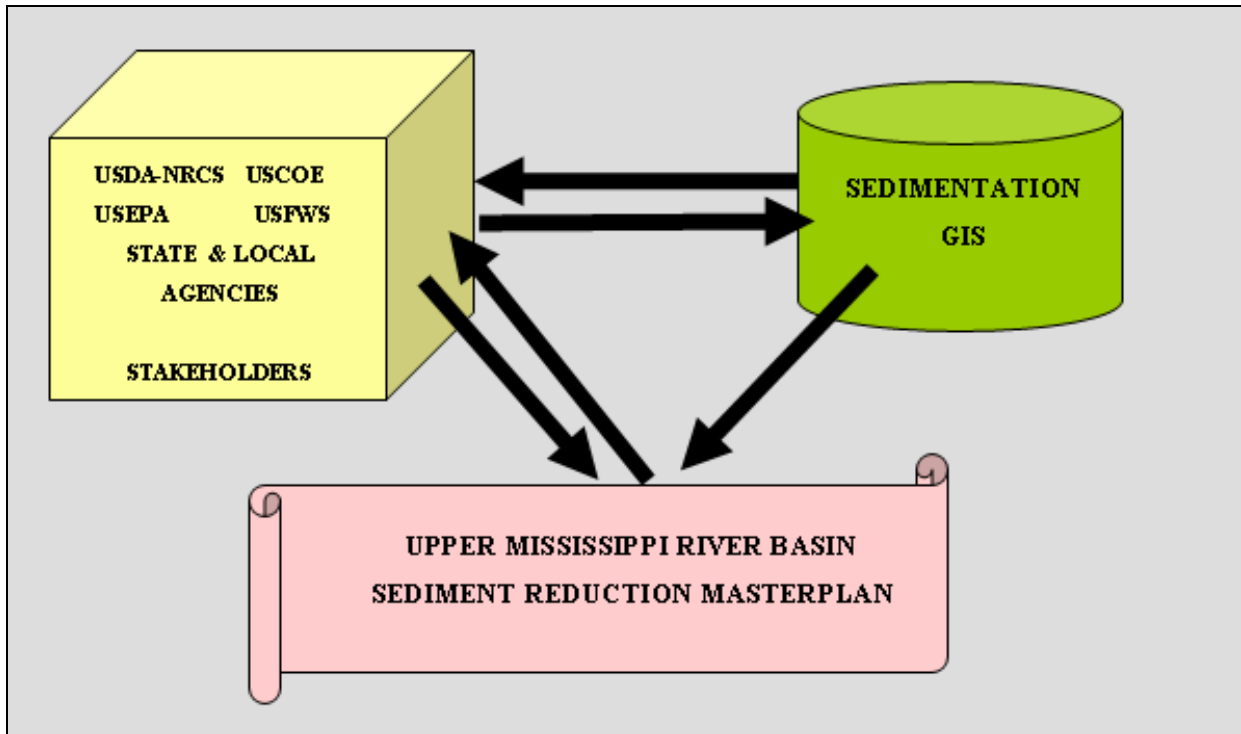 USDA-NRCS USCOE
USEPA USFWS
STATE & LOCAL
AGENCIES
STAKEHOLDERS
SEDIMENTATION
GIS
UPPER MISSISSIPPI RIVER BASIN
SEDIMENT REDUCTION MASTERPLAN